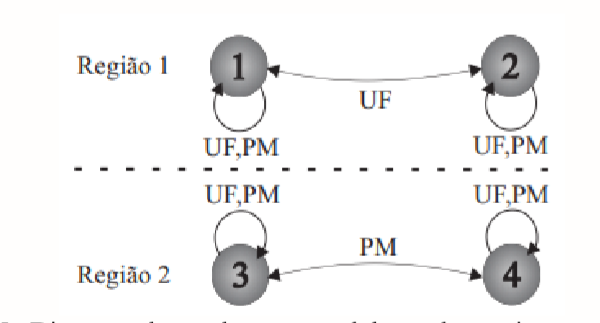 Região 1 1 2
UF
UF,PM UF,PM
UF,PM UF,PM
PM
Região 2 3 4